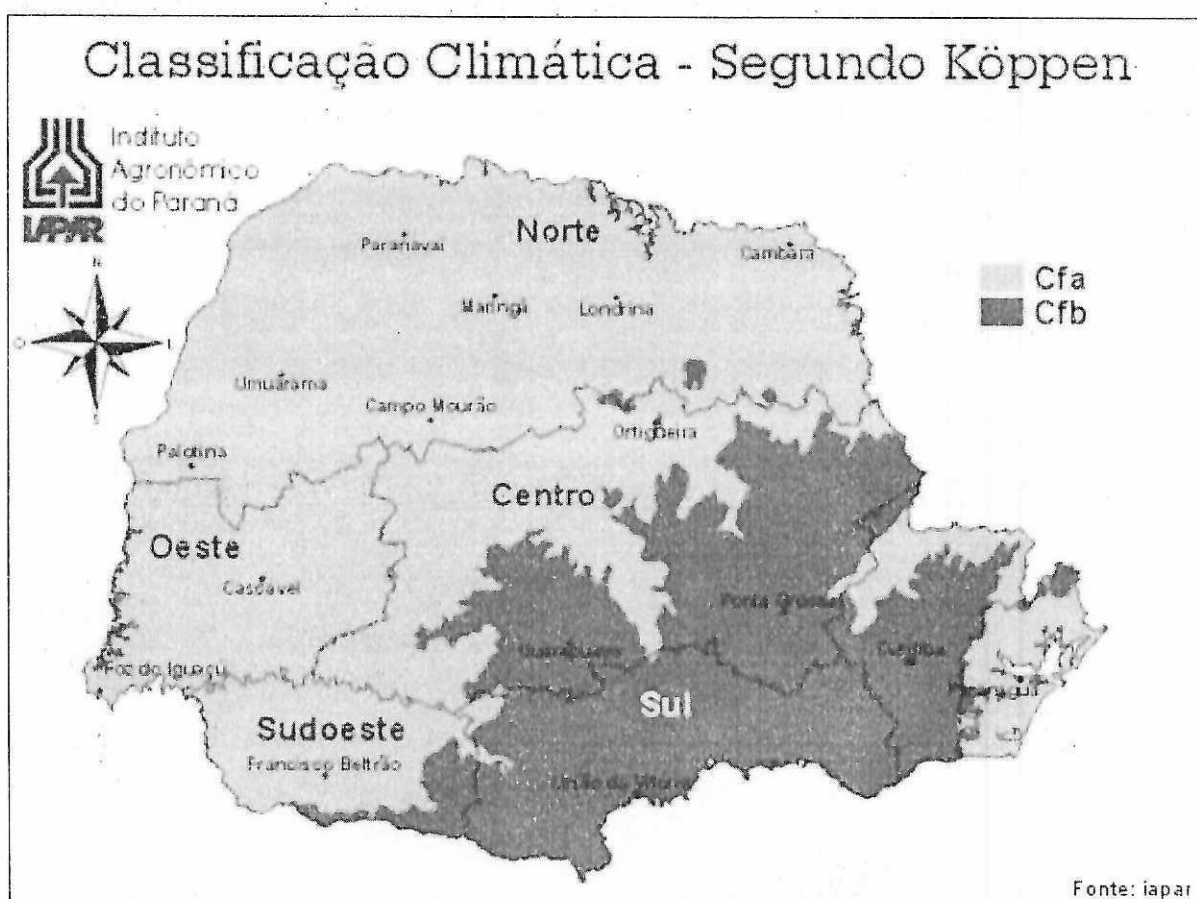 Classificação Climática - Segundo Köppen
Instituto
Agronômico
do Paraná
IAPAR
N
O
L
S
Norte
Paranavaí
Cambára
Maringá
Londrina
Cfa
Cfb
Umuarama
Campo Mourão
Ortigueira
Palotina
Centro
Oeste
Cascavel
Ponta Grossa
Guarapuava
Curitiba
Foz do Iguaçu
Paranaguá
Sul
Sudoeste
Francisco Beltrão
União da Vitória
Fonte: iapar